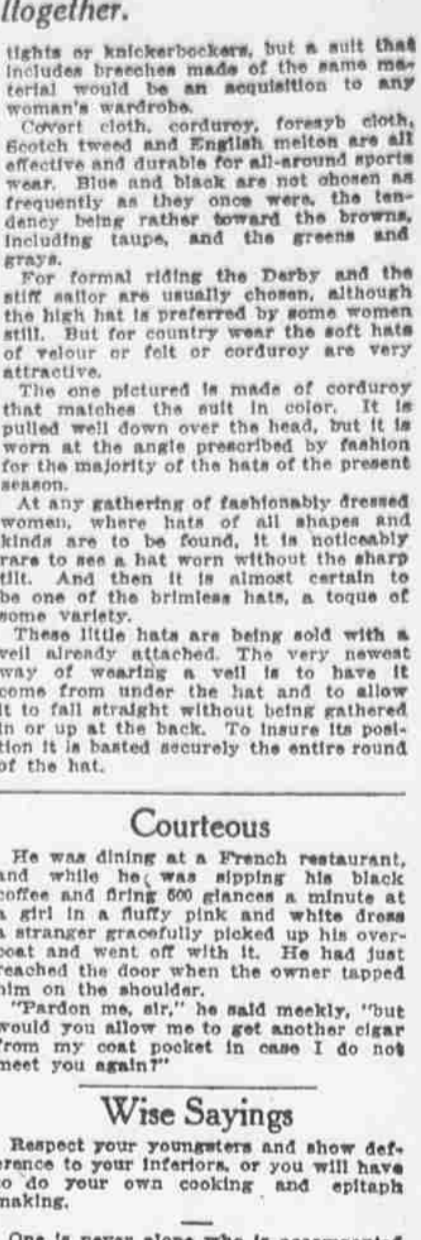 ltogether.
tights or knickerbockers, but a suit that
includes breeches made of the same ma-
terial would be an acquisition to any
woman's wardrobe.
Covert cloth, corduroy, foresyb cloth,
Scotch tweed and English melton are all
effective and durable for all-around sports
wear. Blue and black are not chosen as
frequently as they once were, the ten-
dency being rather toward the browns,
including taupe, and the greens and
grays.
For formal riding the Derby and the
stiff sailor are usually chosen, although
the high hat is preferred by some women
still. But for country wear the soft hats
of velour or felt or corduroy are very
attractive.
The one pictured is made of corduroy
that matches the suit in color. It is
pulled well down over the head, but it is
worn at the angle prescribed by fashion
for the majority of the hats of the present
season.
At any gathering of fashionably dressed
women, where hats of all shapes and
kinds are to be found, it is noticeably
rare to see a hat worn without the sharp
tilt. And then it is almost certain to
be one of the brimless hats, a toque of
some variety.
These little hats are being sold with a
veil already attached. The very newest
way of wearing a veil is to have it
come from under the hat and to allow
it to fall straight without being gathered
in or up at the back. To insure its posi-
tion it is basted securely the entire round
of the hat.
Courteous
He was dining at a French restaurant,
and while he was sipping his black
coffee and firing 500 glances a minute at
a girl in a fluffy pink and white dress
a stranger gracefully picked up his over-
coat and went off with it. He had just
reached the door when the owner tapped
him on the shoulder.
"Pardon me, sir," he said meekly, "but
would you allow me to get another cigar
from my coat pocket in case I do not
meet you again?"
Wise Sayings
Respect your youngsters and show def-
erence to your inferiors, or you will have
to do your own cooking and epitaph
making.
One is never alone who is accompanied